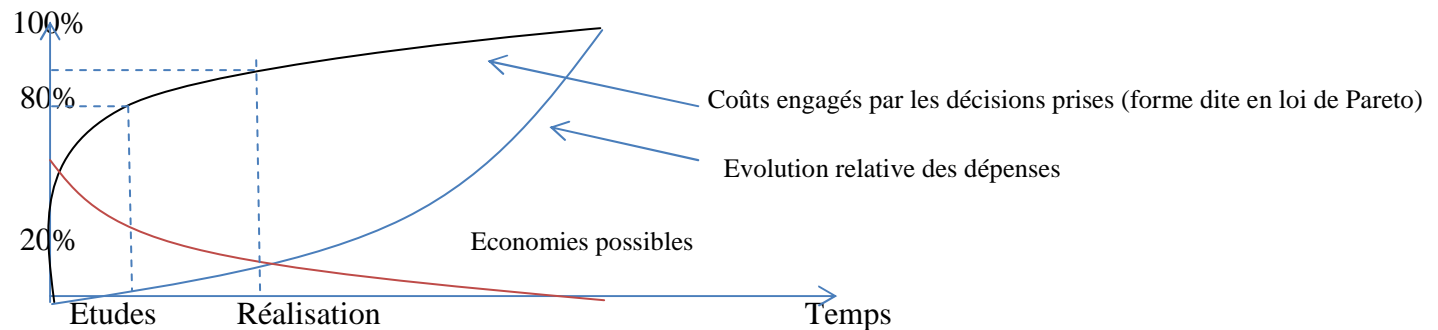 100%
80%
Coûts engagés par les décisions prises (forme dite en loi de Pareto)
Evolution relative des dépenses
20%
Economies possibles
Etudes
Réalisation
Temps